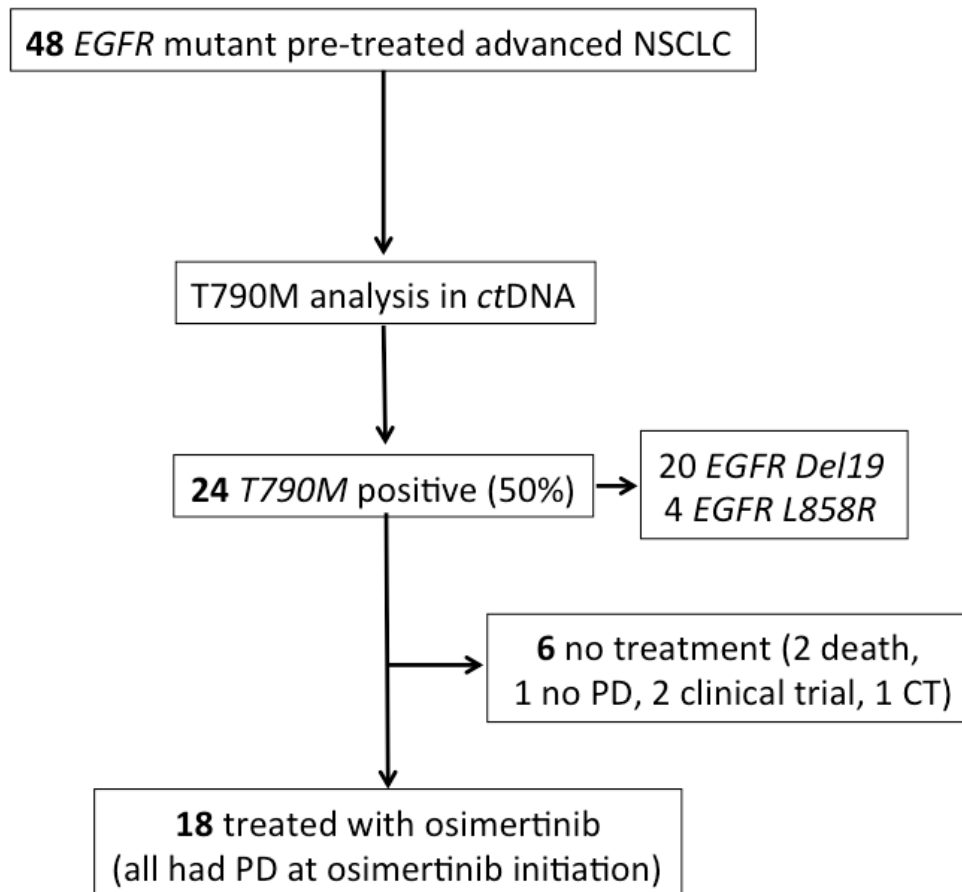 48 EGFR mutant pre-treated advanced NSCLC
T790M analysis in ctDNA
24 T790M positive (50%)
20 EGFR Del19
4 EGFR L858R
6 no treatment (2 death,
1 no PD, 2 clinical trial, 1 CT)
18 treated with osimertinib
(all had PD at osimertinib initiation)